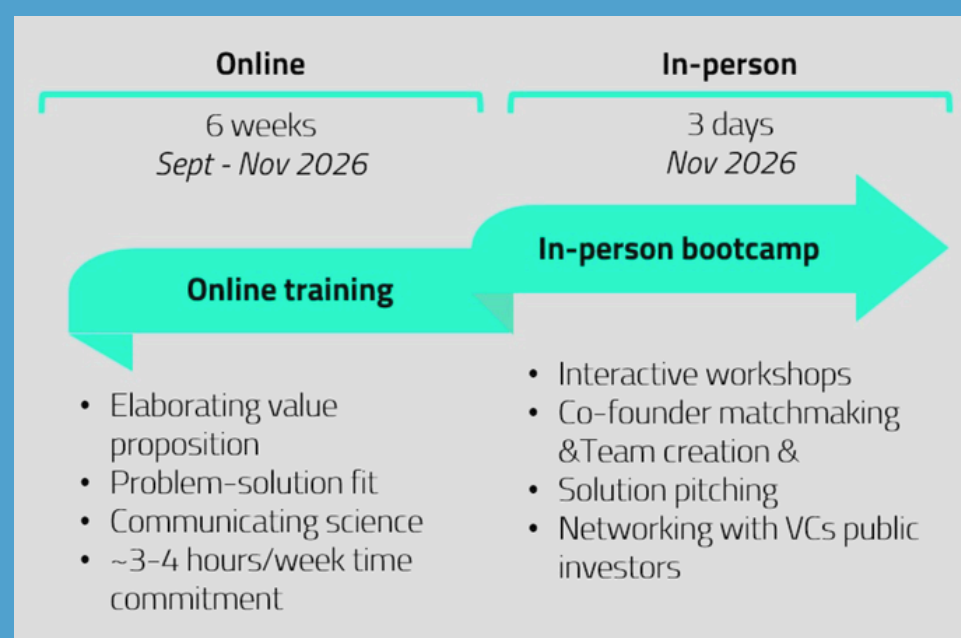 Online
6 weeks
Sept - Nov 2026
Online training
• Elaborating value
proposition
• Problem-solution fit
• Communicating science
• ~3-4 hours/week time
commitment
In-person
3 days
Nov 2026
In-person bootcamp
• Interactive workshops
• Co-founder matchmaking
&Team creation &
• Solution pitching
• Networking with VCs public
investors